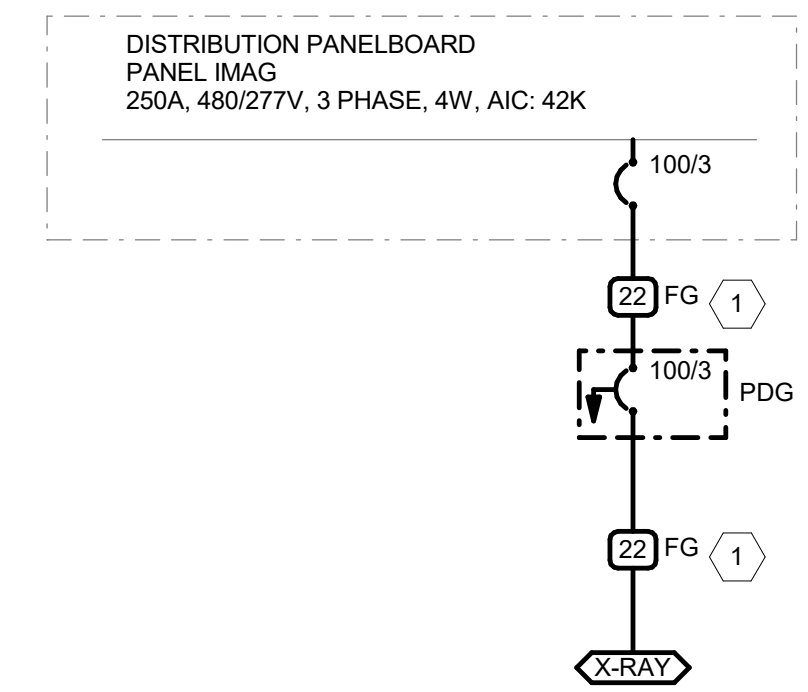 DISTRIBUTION PANELBOARD
PANEL IMAG
250A, 480/277V, 3 PHASE, 4W, AIC: 42K
100/3
22 FG 1
100/3
PDG
22 FG 1
X-RAY